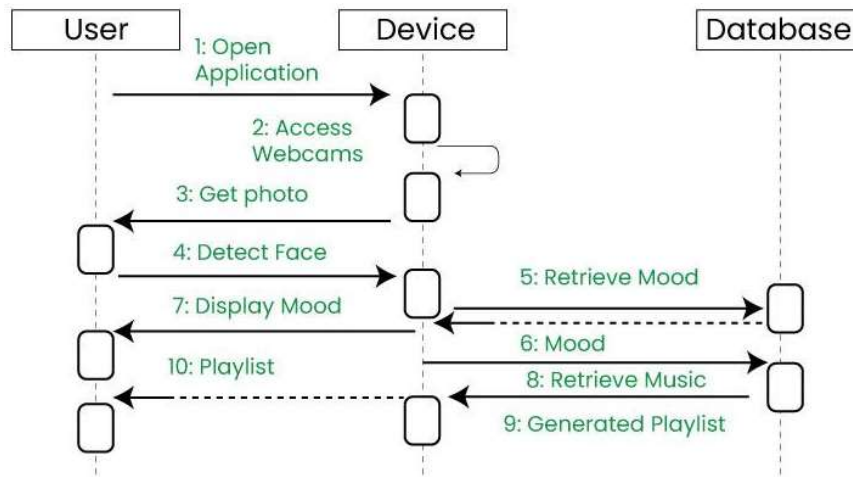 User
Device
Database
1: Open
Application
2: Access
Webcams
3: Get photo
4: Detect Face
5: Retrieve Mood
7: Display Mood
6: Mood
10: Playlist
8: Retrieve Music
9: Generated Playlist